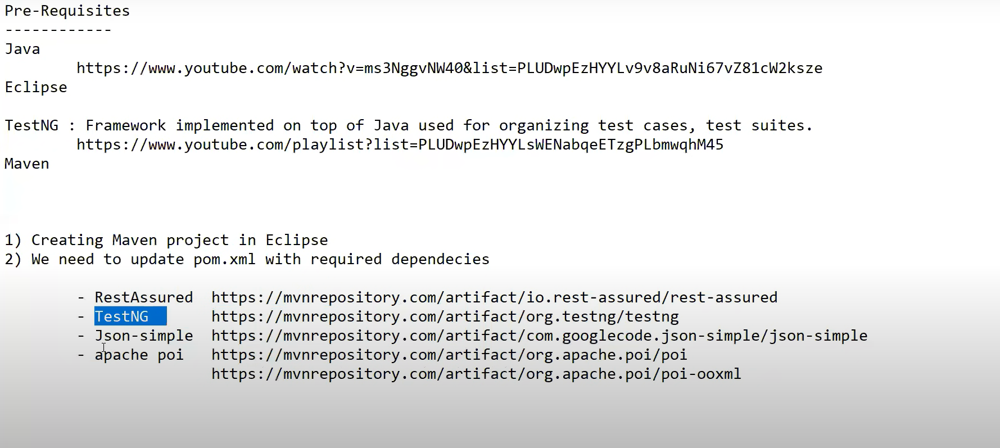 Pre-Requisites
------------
Java
https://www.youtube.com/watch?v=ms3NggvNW40&list=PLUDwpEzHYYLv9v8aRuNi67vZ81cW2ksze
Eclipse
TestNG : Framework implemented on top of Java used for organizing test cases, test suites.
https://www.youtube.com/playlist?list=PLUDwpEzHYYLsWENabqeETzgPLbmwqhM45
Maven
1) Creating Maven project in Eclipse
2) We need to update pom.xml with required dependecies
- RestAssured https://mvnrepository.com/artifact/io.rest-assured/rest-assured
- TestNG https://mvnrepository.com/artifact/org.testng/testng
- Json-simple https://mvnrepository.com/artifact/com.googlecode.json-simple/json-simple
- apache poi https://mvnrepository.com/artifact/org.apache.poi/poi
https://mvnrepository.com/artifact/org.apache.poi/poi-ooxml